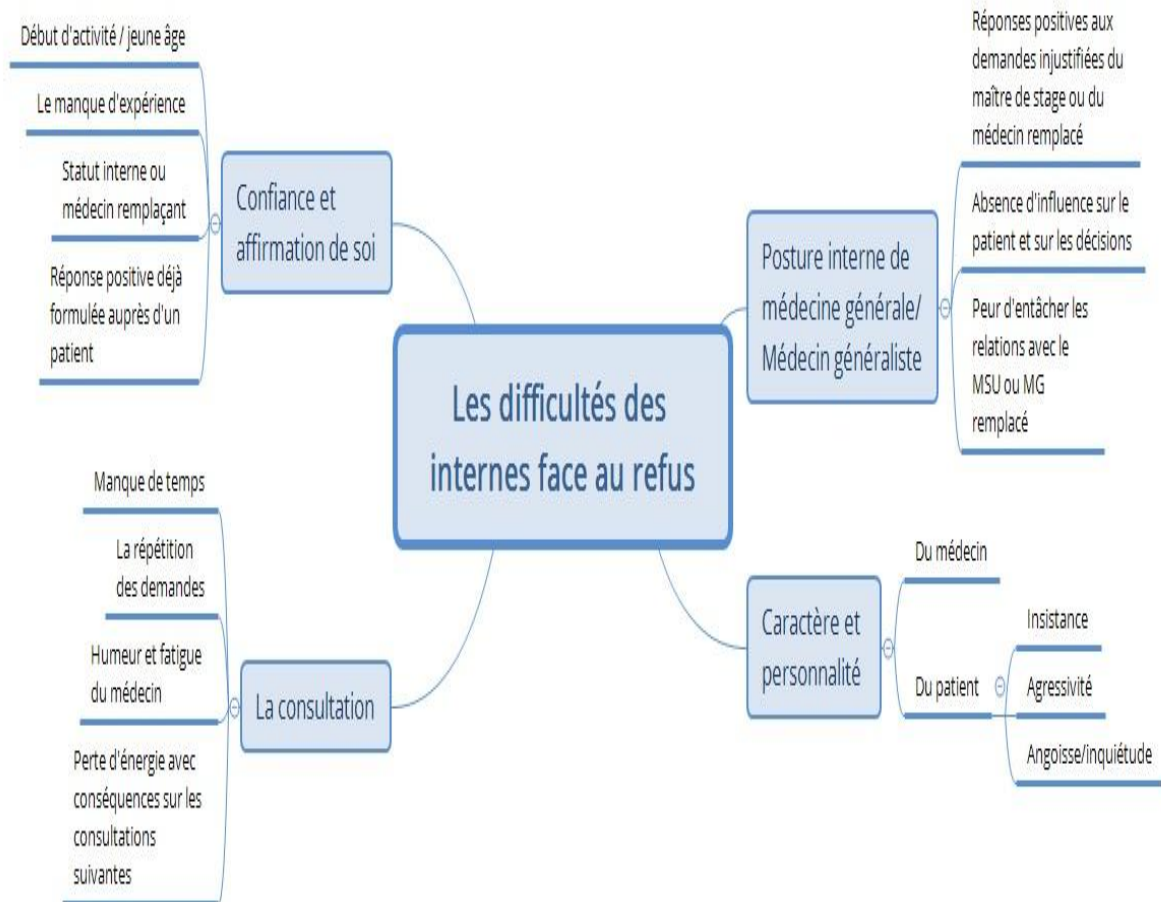 Les difficultés des
internes face au refus
Confiance et
affirmation de soi
Début d'activité / jeune âge
Le manque d'expérience
Statut interne ou
médecin remplaçant
Réponse positive déjà
formulée auprès d'un
patient
La consultation
Manque de temps
La répétition
des demandes
Humeur et fatigue
du médecin
Perte d'énergie avec
conséquences sur les
consultations
suivantes
Posture interne de
médecine générale/
Médecin généraliste
Réponses positives aux
demandes injustifiées du
maître de stage ou du
médecin remplacé
Absence d'influence sur le
patient et sur les décisions
Peur d'entâcher les
relations avec le
MSU ou MG
remplacé
Caractère et
personnalité
Du médecin
Du patient
Insistance
Agressivité
Angoisse/inquiétude